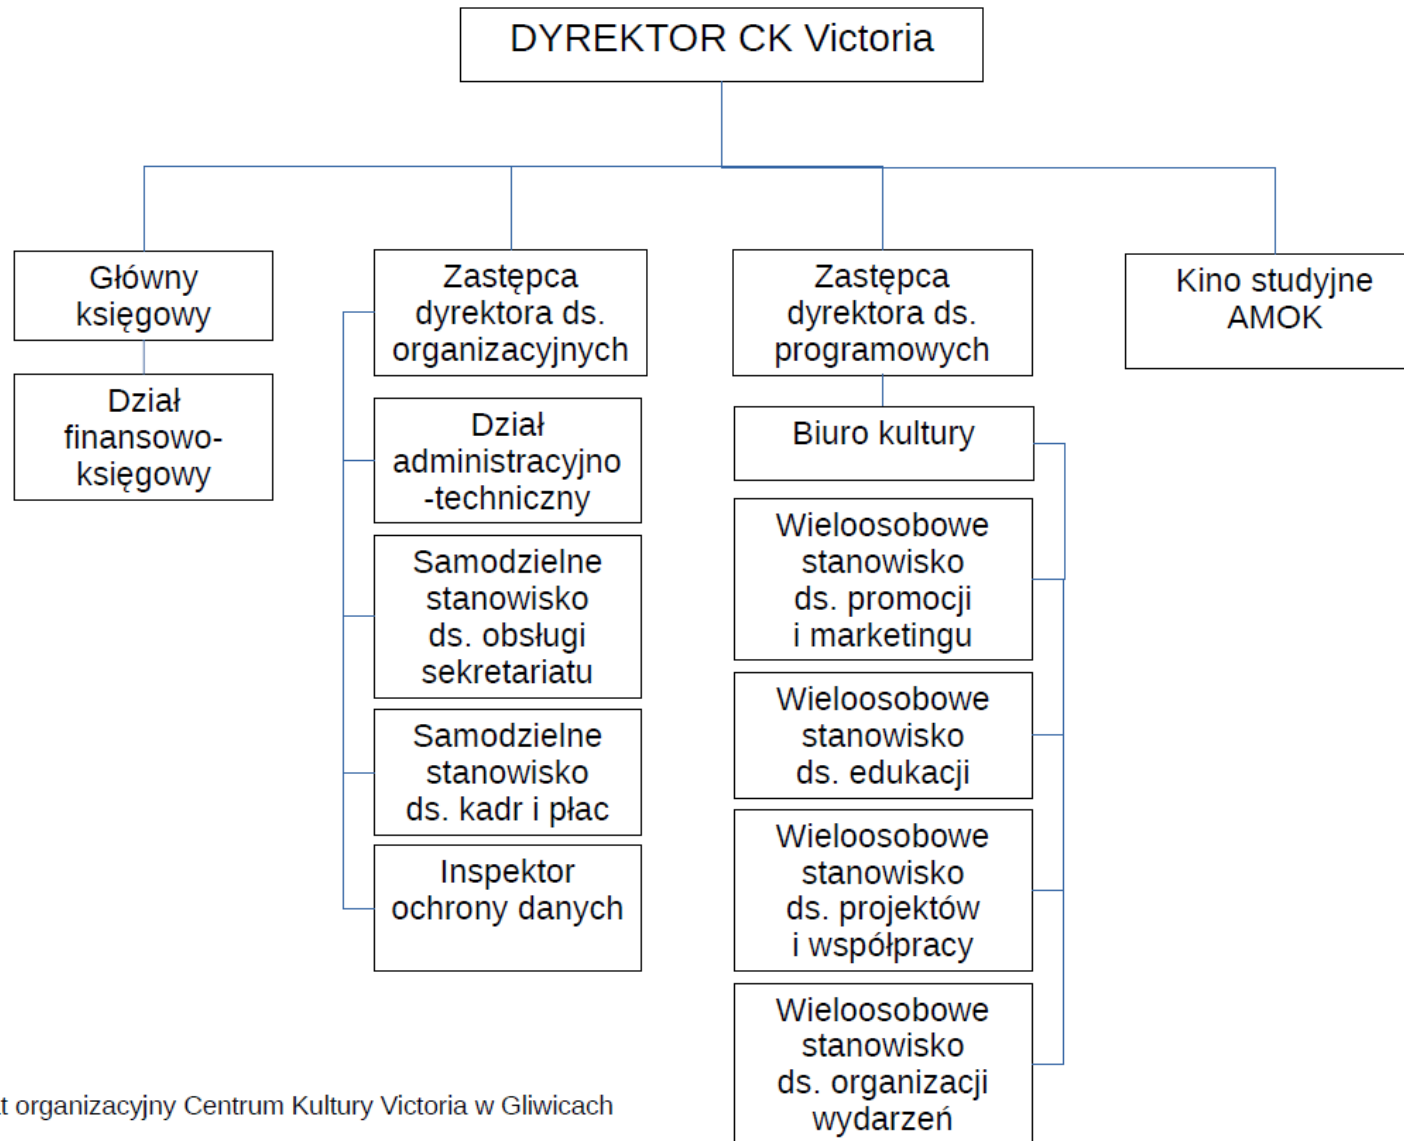 DYREKTOR CK Victoria
Główny
księgowy
Dział
finansowo-
księgowy
Zastępca
dyrektora ds.
organizacyjnych
Dział
administracyjno
-techniczny
Samodzielne
stanowisko
ds. obsługi
sekretariatu
Samodzielne
stanowisko
ds. kadr i płac
Inspektor
ochrony danych
Zastępca
dyrektora ds.
programowych
Biuro kultury
Wieloosobowe
stanowisko
ds. promocji
i marketingu
Wieloosobowe
stanowisko
ds. edukacji
Wieloosobowe
stanowisko
ds. projektów
i współpracy
Wieloosobowe
stanowisko
ds. organizacji
wydarzeń
Kino studyjne
AMOK
organizacyjny Centrum Kultury Victoria w Gliwicach